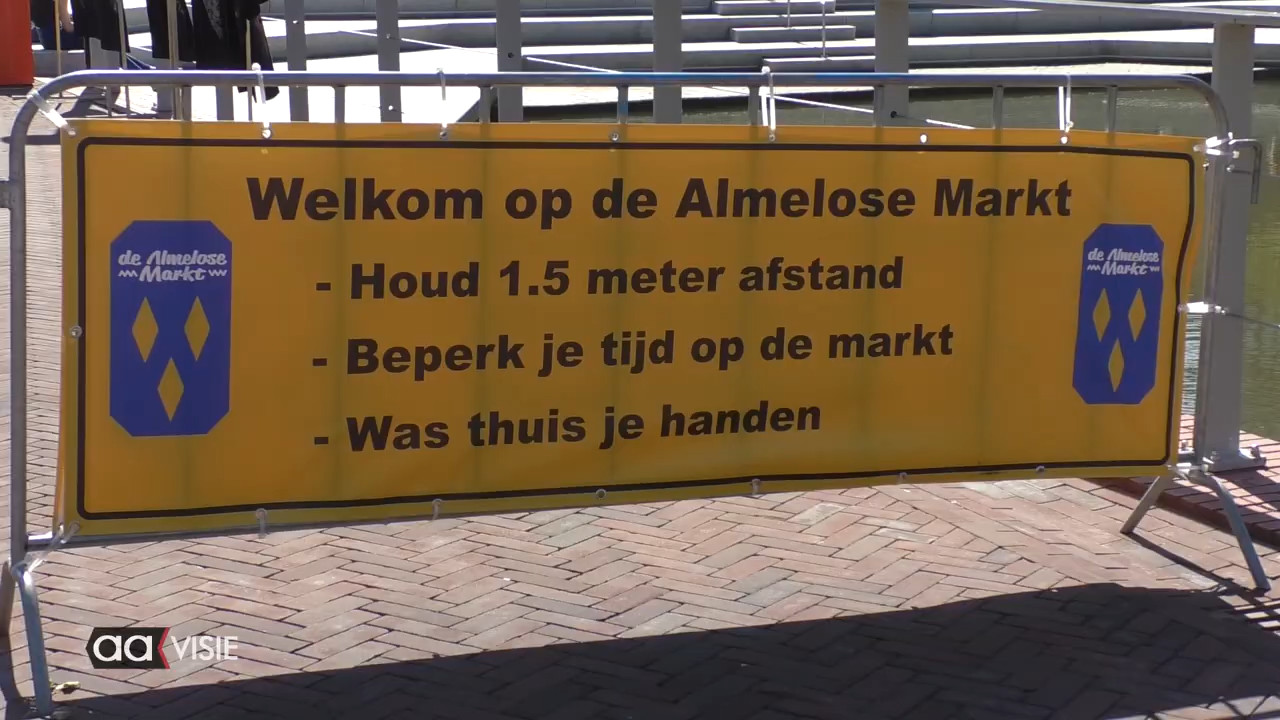 Welkom op de Almelose Markt
de Almelose
Markt
- Houd 1.5 meter afstand
- Beperk je tijd op de markt
- Was thuis je handen
de Almelose
Markt
aa VISIE